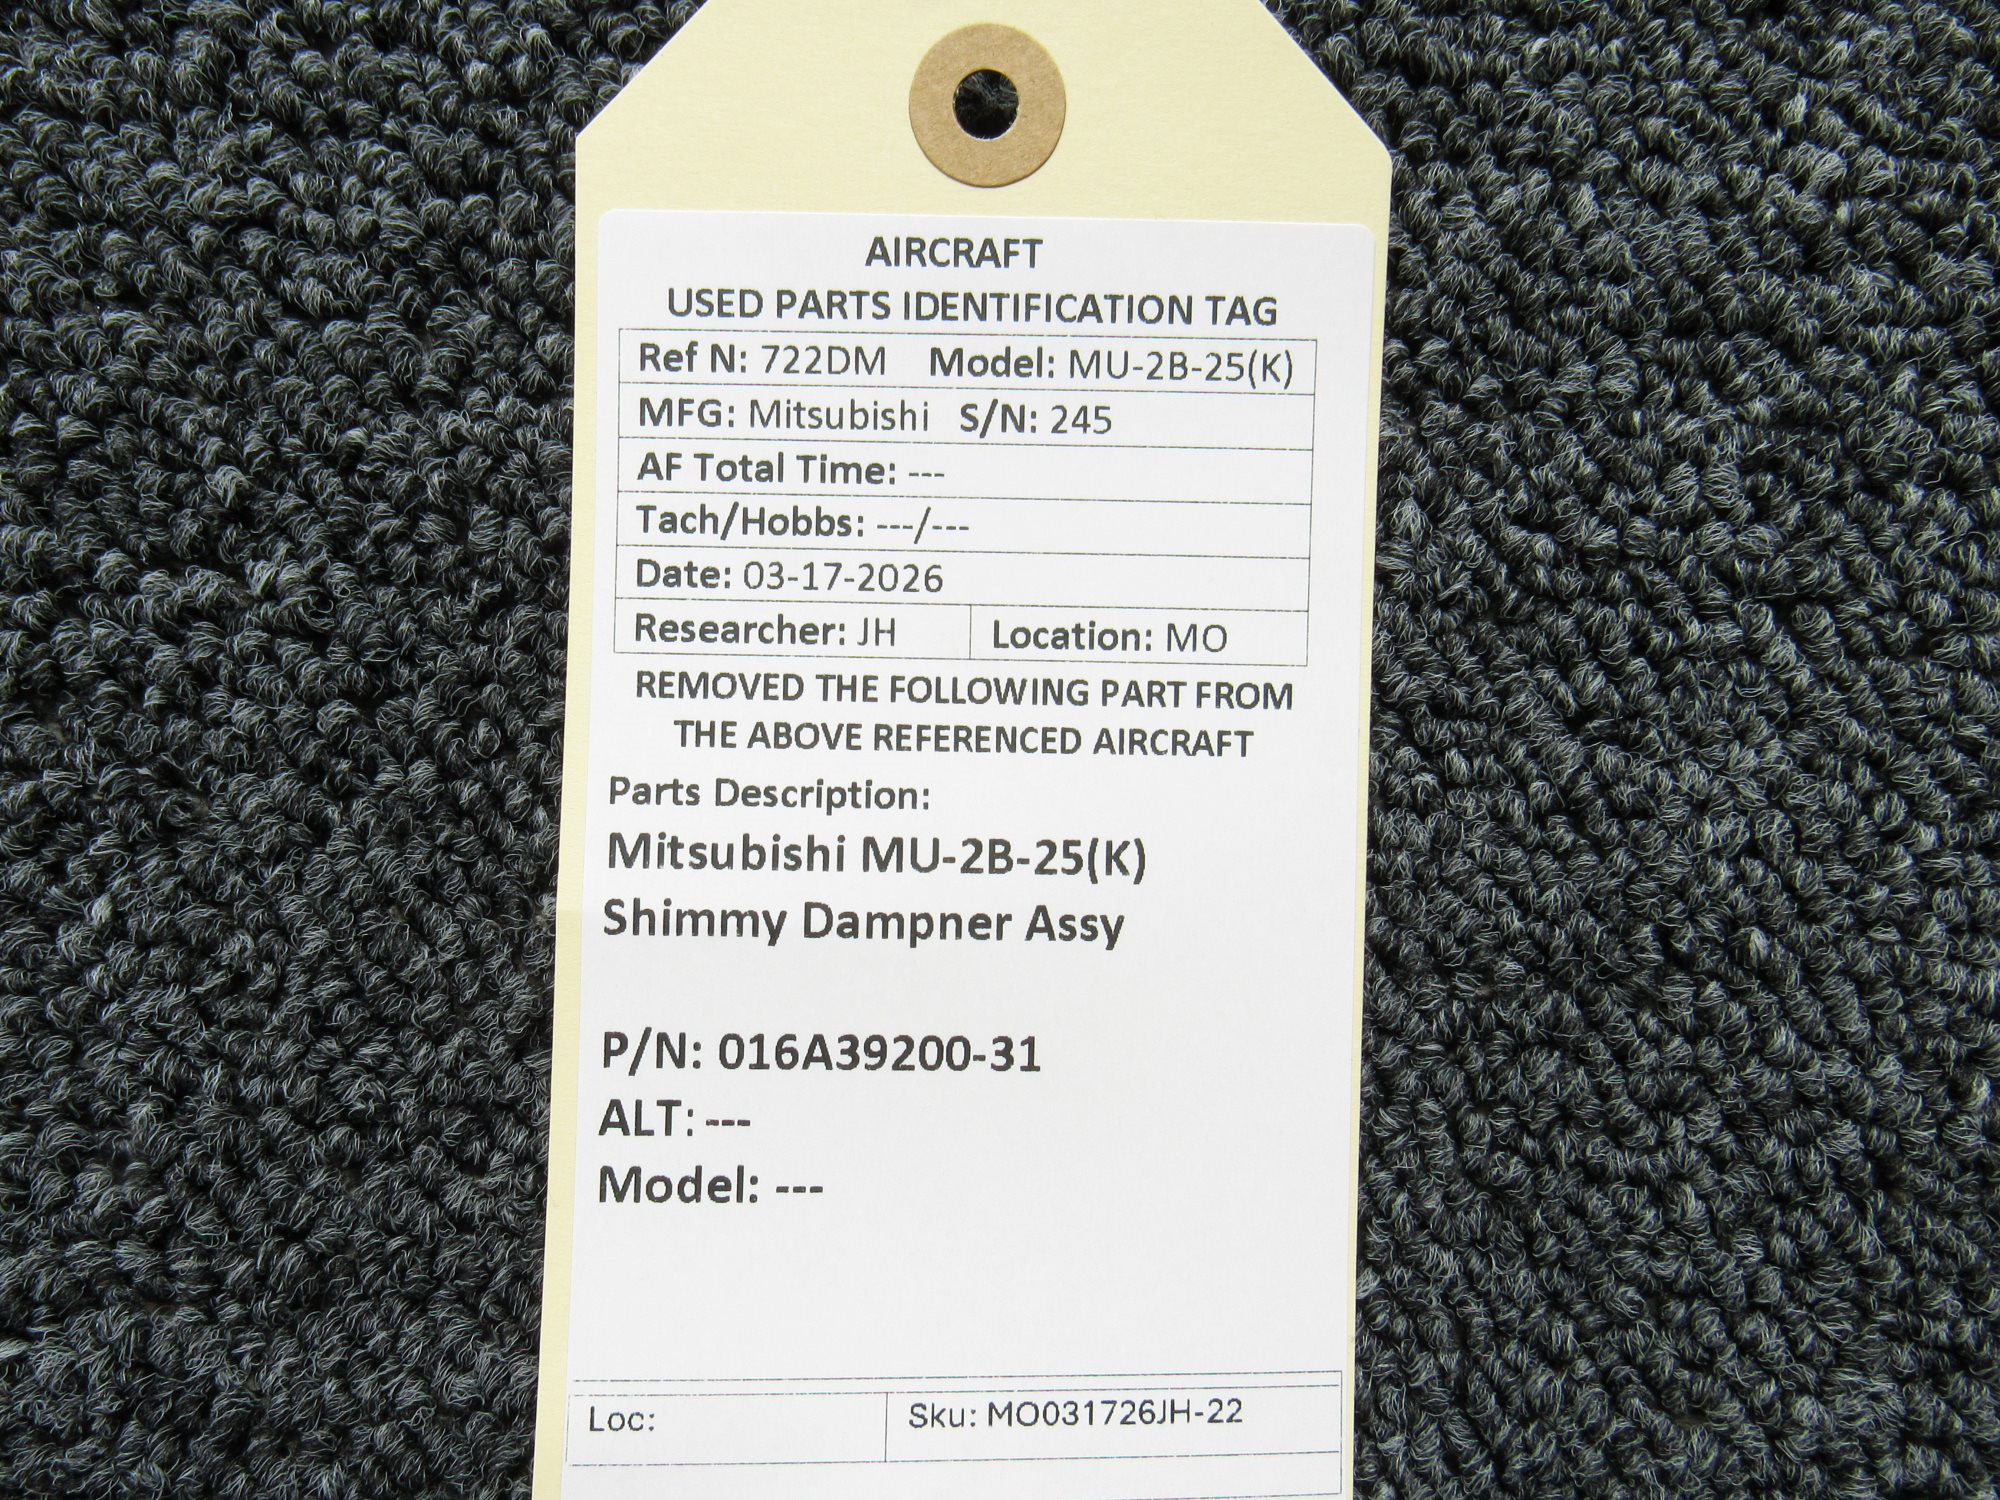 AIRCRAFT
USED PARTS IDENTIFICATION TAG
Ref N: 722DM Model: MU-2B-25(K)
MFG: Mitsubishi S/N: 245
AF Total Time: ---
Tach/Hobbs: ---/---
Date: 03-17-2026
Researcher: JH Location: MO
REMOVED THE FOLLOWING PART FROM
THE ABOVE REFERENCED AIRCRAFT
Parts Description:
Mitsubishi MU-2B-25(K)
Shimmy Dampner Assy
P/N: 016A39200-31
ALT: ---
Model: ---
Loc: Sku: MO031726JH-22